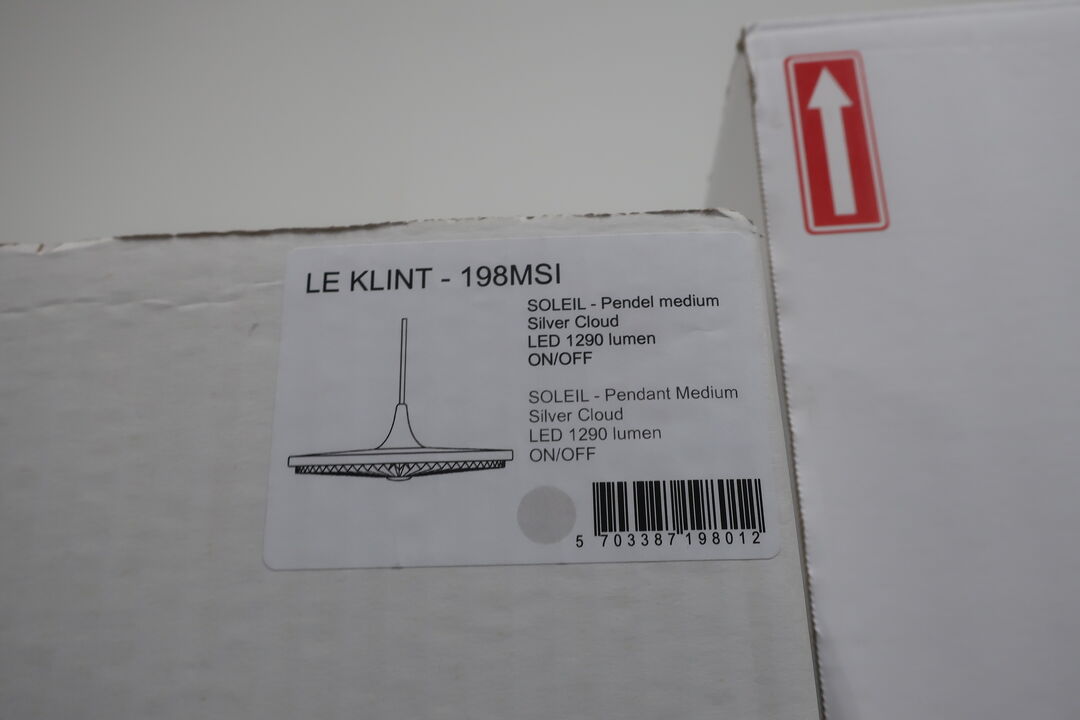 LE KLINT - 198MSI
SOLEIL - Pendel medium
Silver Cloud
LED 1290 lumen
ON/OFF
SOLEIL - Pendant Medium
Silver Cloud
LED 1290 lumen
ON/OFF
5 703387 198012